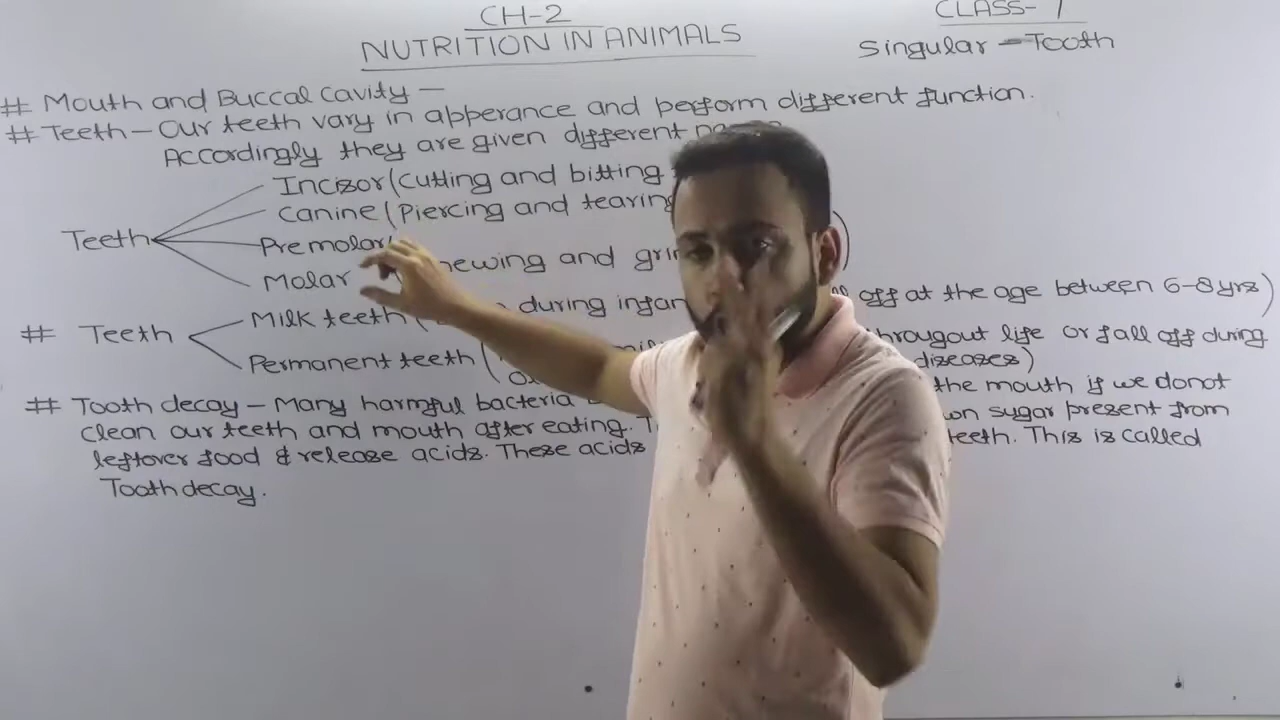 CH-2
CLASS- 7
NUTRITION IN ANIMALS
Singular - Tooth
# Mouth and Buccal Cavity -
# Teeth - Our teeth vary in apperance and perform different function.
Accordingly they are given different
Teeth
Incizor (Cutting and bitting
Canine (Piercing and tearing
Premolar
Molar
chewing and
# Teeth
Milk teeth ( during off at the age between 6-8 yrs)
Permanent teeth ( througout life or fall off during
diseases)
# Tooth decay - Many harmful bacteria the mouth if we donot
clean our teeth and mouth after eating. sugar present from
leftover food & release acids. These acids teeth. This is called
Tooth decay.